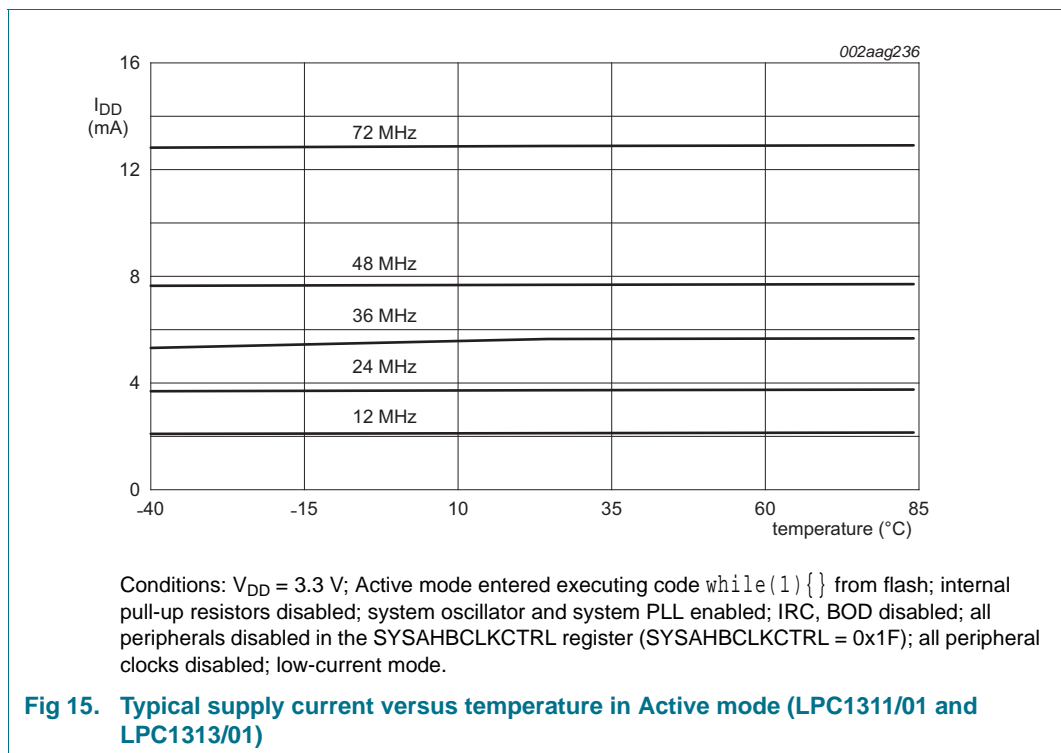 002aag236
16
I_DD
(mA)
72 MHz
12
48 MHz
8
36 MHz
24 MHz
4
12 MHz
0
-40 -15 10 35 60 85
temperature (°C)
Conditions: V_DD = 3.3 V; Active mode entered executing code while(1){} from flash; internal
pull-up resistors disabled; system oscillator and system PLL enabled; IRC, BOD disabled; all
peripherals disabled in the SYSAHBCLKCTRL register (SYSAHBCLKCTRL = 0x1F); all peripheral
clocks disabled; low-current mode.
Fig 15. Typical supply current versus temperature in Active mode (LPC1311/01 and
LPC1313/01)